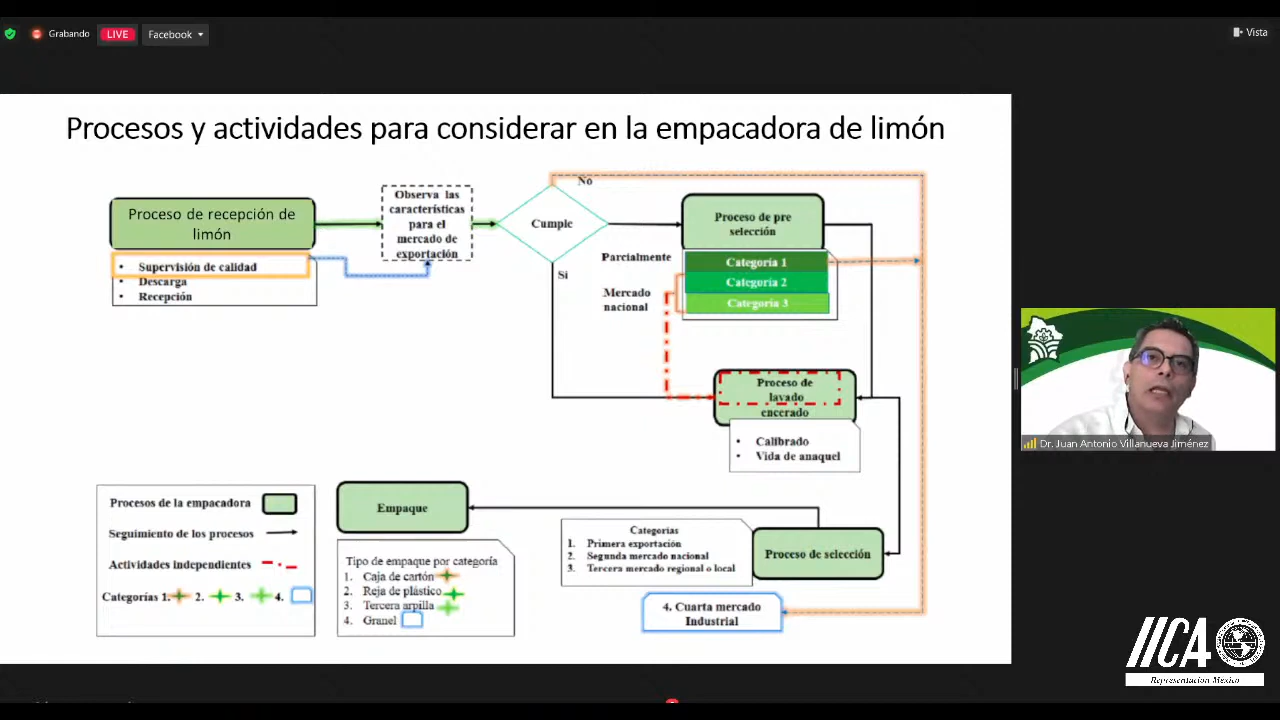 Grabando
LIVE
Facebook
Vista
Procesos y actividades para considerar en la empacadora de limón
Proceso de recepción de
limón
• Supervisión de calidad
• Descarga
• Recepción
Observa las
características
para el
mercado de
exportación
Cumple
No
Si
Parcialmente
Mercado
nacional
Proceso de pre
selección
Categoría 1
Categoría 2
Categoría 3
Proceso de
lavado
encerado
• Calibrado
• Vida de anaquel
Dr. Juan Antonio Villanueva Jiménez
Procesos de la empacadora
Seguimiento de los procesos
Actividades independientes
Categorías 1. 2. 3. 4.
Empaque
Tipo de empaque por categoría
1. Caja de cartón
2. Reja de plástico
3. Tercera arpilla
4. Granel
Categorías
1. Primera exportación
2. Segunda mercado nacional
3. Tercera mercado regional o local
Proceso de selección
4. Cuarta mercado
Industrial
IICA
Representación México